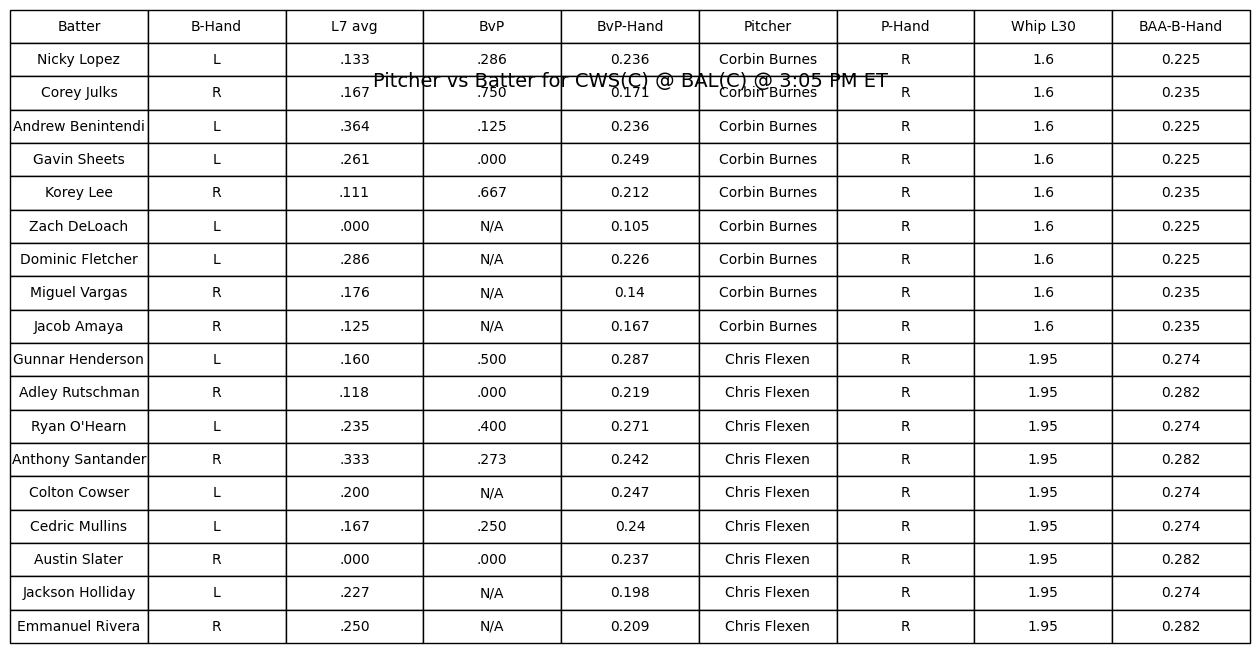 Batter B-Hand L7 avg BvP BvP-Hand Pitcher P-Hand Whip L30 BAA-B-Hand
Nicky Lopez L .133 .286 0.236 Corbin Burnes R 1.6 0.225
Pitcher vs Batter for CWS(C) @ BAL(C) @ 3:05 PM ET
Corey Julks R .167 .750 0.171 Corbin Burnes R 1.6 0.235
Andrew Benintendi L .364 .125 0.236 Corbin Burnes R 1.6 0.225
Gavin Sheets L .261 .000 0.249 Corbin Burnes R 1.6 0.225
Korey Lee R .111 .667 0.212 Corbin Burnes R 1.6 0.235
Zach DeLoach L .000 N/A 0.105 Corbin Burnes R 1.6 0.225
Dominic Fletcher L .286 N/A 0.226 Corbin Burnes R 1.6 0.225
Miguel Vargas R .176 N/A 0.14 Corbin Burnes R 1.6 0.235
Jacob Amaya R .125 N/A 0.167 Corbin Burnes R 1.6 0.235
Gunnar Henderson L .160 .500 0.287 Chris Flexen R 1.95 0.274
Adley Rutschman R .118 .000 0.219 Chris Flexen R 1.95 0.282
Ryan O'Hearn L .235 .400 0.271 Chris Flexen R 1.95 0.274
Anthony Santander R .333 .273 0.242 Chris Flexen R 1.95 0.282
Colton Cowser L .200 N/A 0.247 Chris Flexen R 1.95 0.274
Cedric Mullins L .167 .250 0.24 Chris Flexen R 1.95 0.274
Austin Slater R .000 .000 0.237 Chris Flexen R 1.95 0.282
Jackson Holliday L .227 N/A 0.198 Chris Flexen R 1.95 0.274
Emmanuel Rivera R .250 N/A 0.209 Chris Flexen R 1.95 0.282